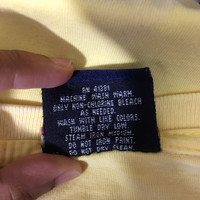 RN 41381
MACHINE WASH WARM.
ONLY NON-CHLORINE BLEACH
AS NEEDED.
WASH WITH LIKE COLORS.
TUMBLE DRY LOW.
STEAM IRON MEDIUM.
DO NOT IRON PRINT.
DO NOT DRY CLEAN.